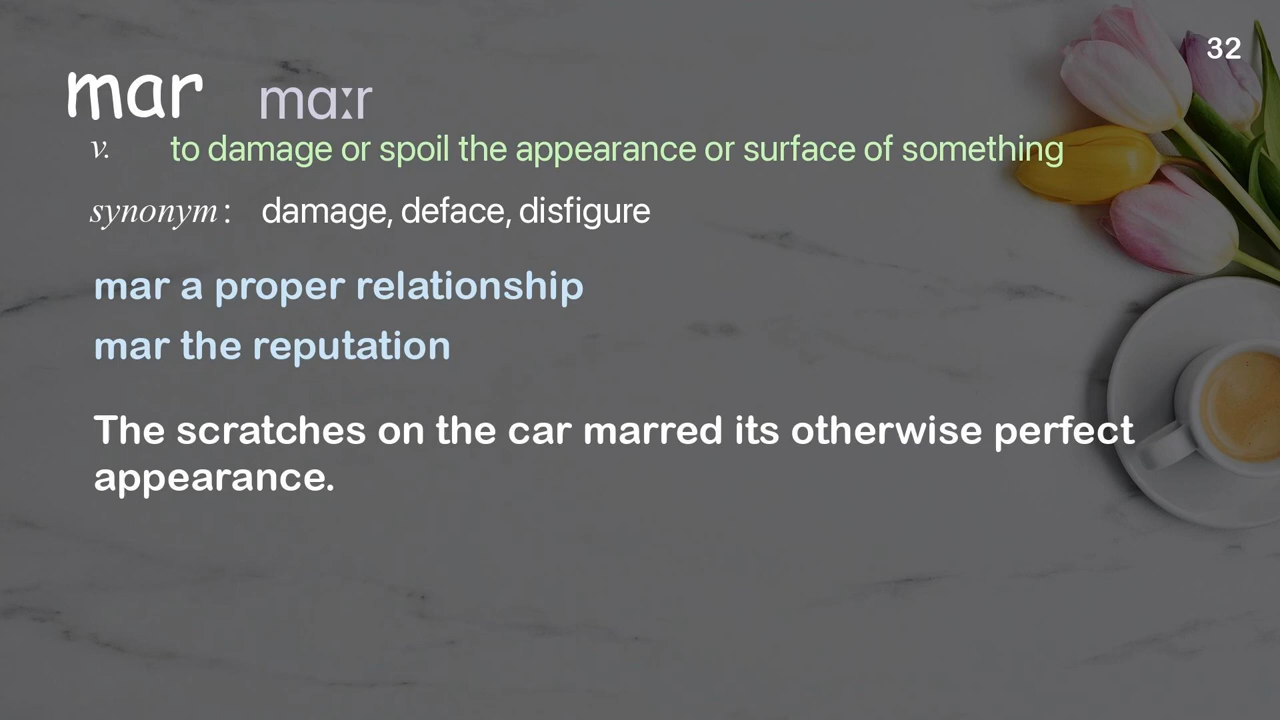 32
mar mɑːr
v. to damage or spoil the appearance or surface of something
synonym : damage, deface, disfigure
mar a proper relationship
mar the reputation
The scratches on the car marred its otherwise perfect
appearance.